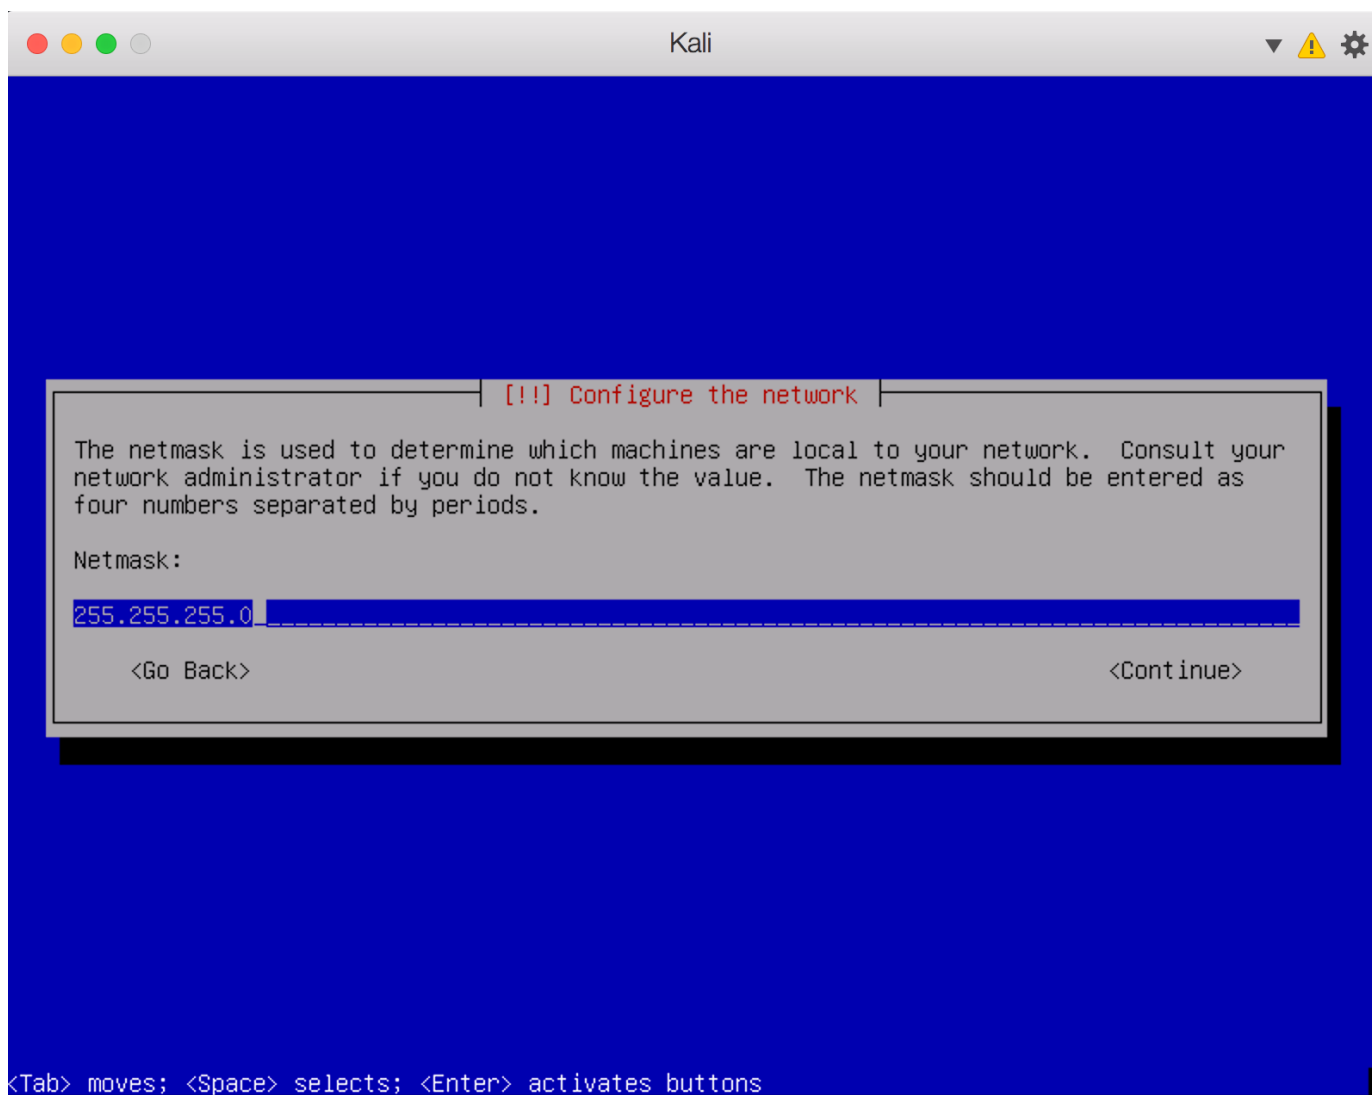 Kali
[!!] Configure the network
The netmask is used to determine which machines are local to your network.  Consult your
network administrator if you do not know the value.  The netmask should be entered as
four numbers separated by periods.
Netmask:
255.255.255.0
<Go Back>
<Continue>
<Tab> moves; <Space> selects; <Enter> activates buttons